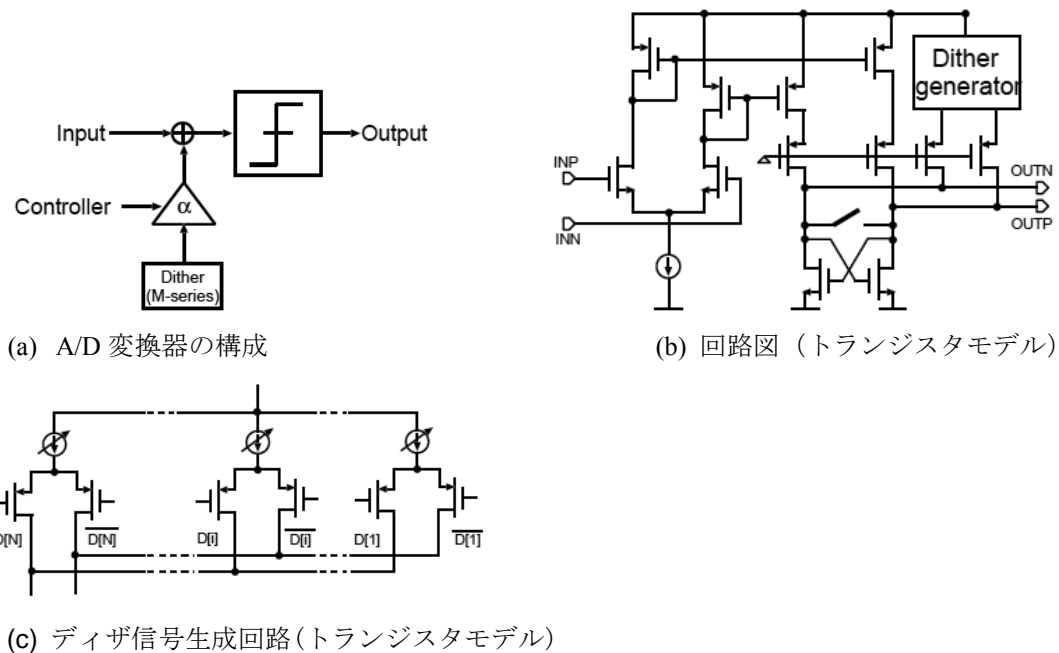 Input
Output
Controller
α
Dither
(M-series)
(a) A/D 変換器の構成
Dither
generator
INP
INN
OUTN
OUTP
(b) 回路図（トランジスタモデル）
D[N]
D[N]
D[i]
D[i]
D[1]
D[1]
(c) ディザ信号生成回路(トランジスタモデル)